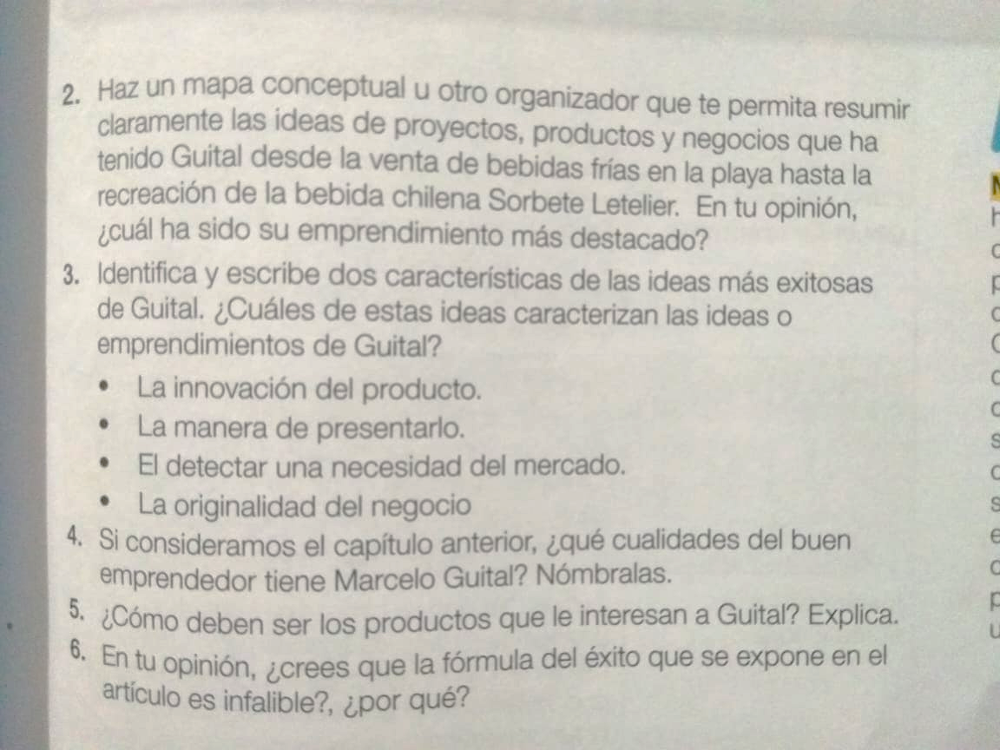 2. Haz un mapa conceptual u otro organizador que te permita resumir
claramente las ideas de proyectos, productos y negocios que ha
tenido Guital desde la venta de bebidas frías en la playa hasta la
recreación de la bebida chilena Sorbete Letelier. En tu opinión,
¿cuál ha sido su emprendimiento más destacado?
3. Identifica y escribe dos características de las ideas más exitosas
de Guital. ¿Cuáles de estas ideas caracterizan las ideas o
emprendimientos de Guital?
• La innovación del producto.
• La manera de presentarlo.
• El detectar una necesidad del mercado.
• La originalidad del negocio
4. Si consideramos el capítulo anterior, ¿qué cualidades del buen
emprendedor tiene Marcelo Guital? Nómbralas.
5. ¿Cómo deben ser los productos que le interesan a Guital? Explica.
6. En tu opinión, ¿crees que la fórmula del éxito que se expone en el
artículo es infalible?, ¿por qué?